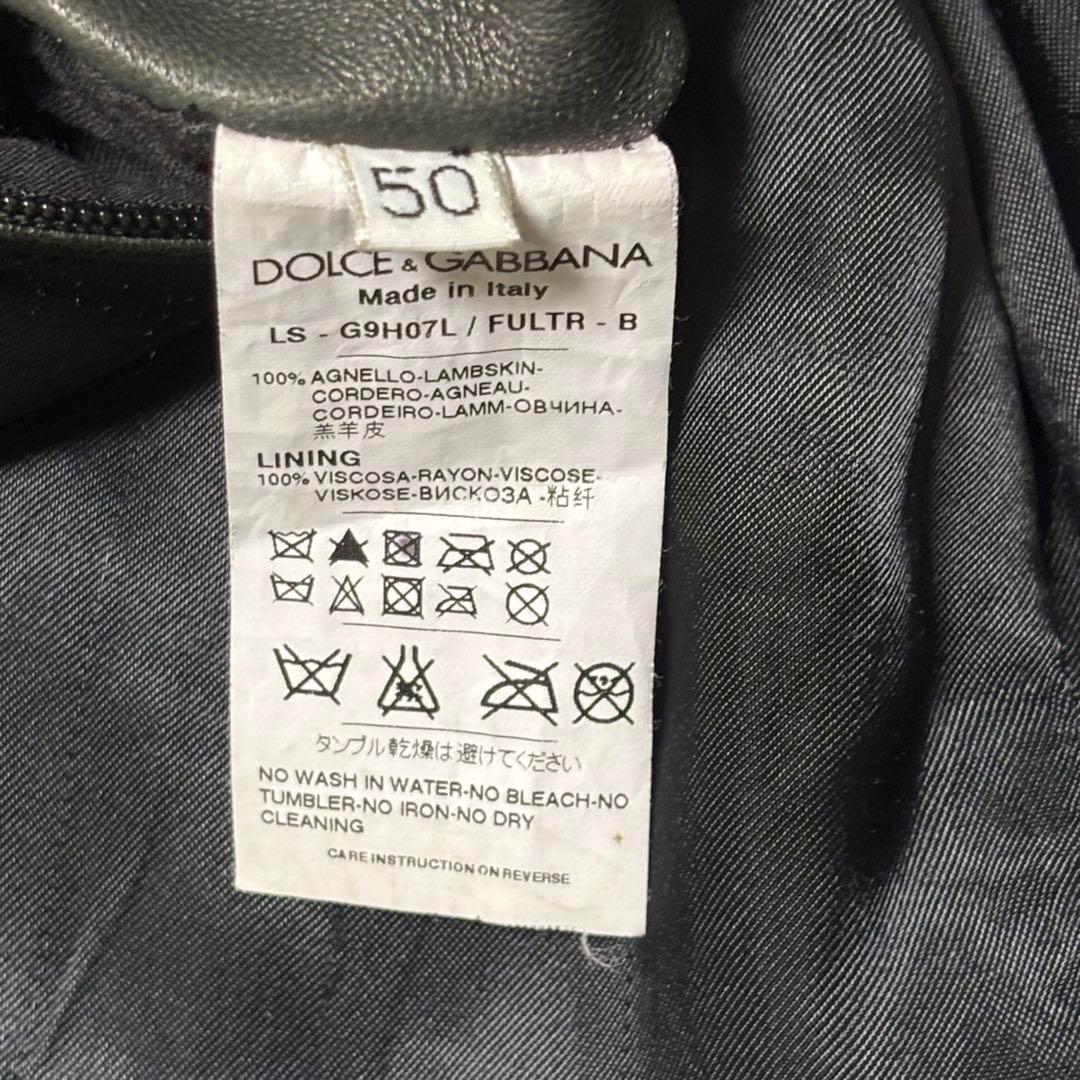 50
DOLCE & GABBANA
Made in Italy
LS - G9H07L / FULTR - B
100% AGNELLO-LAMBSKIN-
CORDERO-AGNEAU-
CORDEIRO-LAMM-ОВЧИНА-
羔羊皮
LINING
100% VISCOSA-RAYON-VISCOSE-
VISKOSE-ВИСКОЗА -粘纤
タンブル乾燥は避けてください
NO WASH IN WATER-NO BLEACH-NO
TUMBLER-NO IRON-NO DRY
CLEANING
CARE INSTRUCTION ON REVERSE